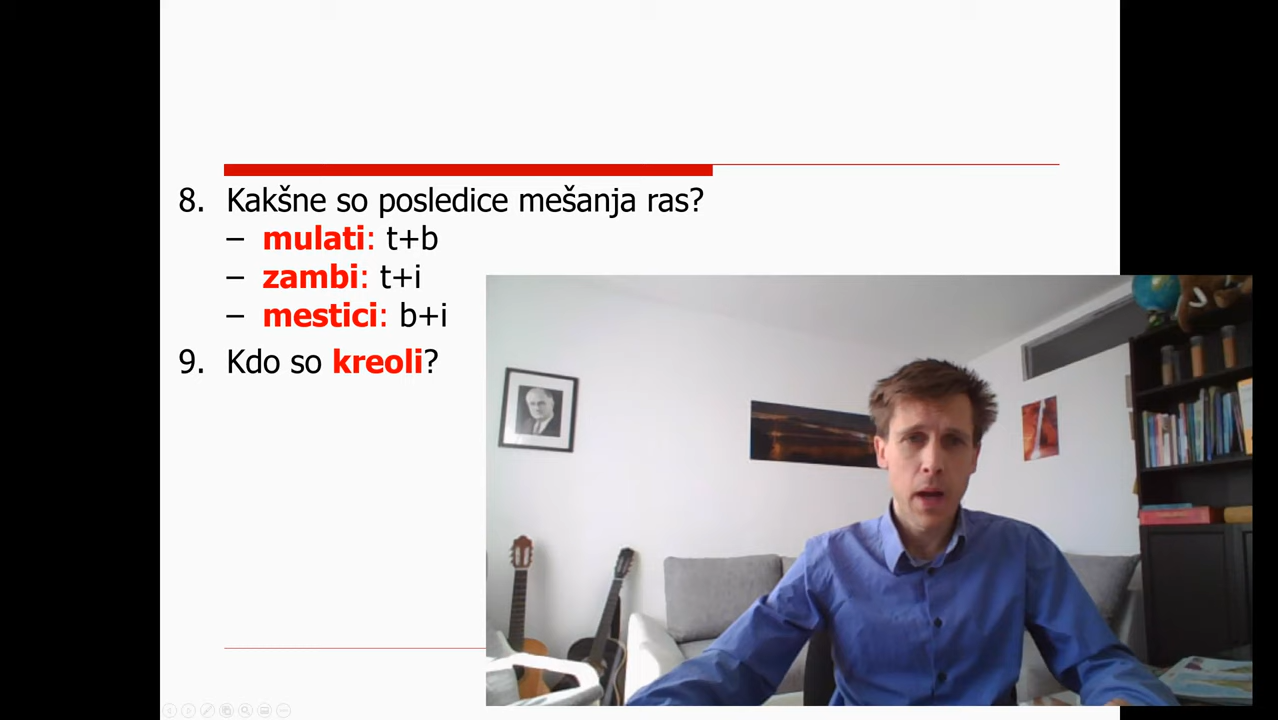 8. Kakšne so posledice mešanja ras?
– mulati: t+b
– zambi: t+i
– mestici: b+i
9. Kdo so kreoli?